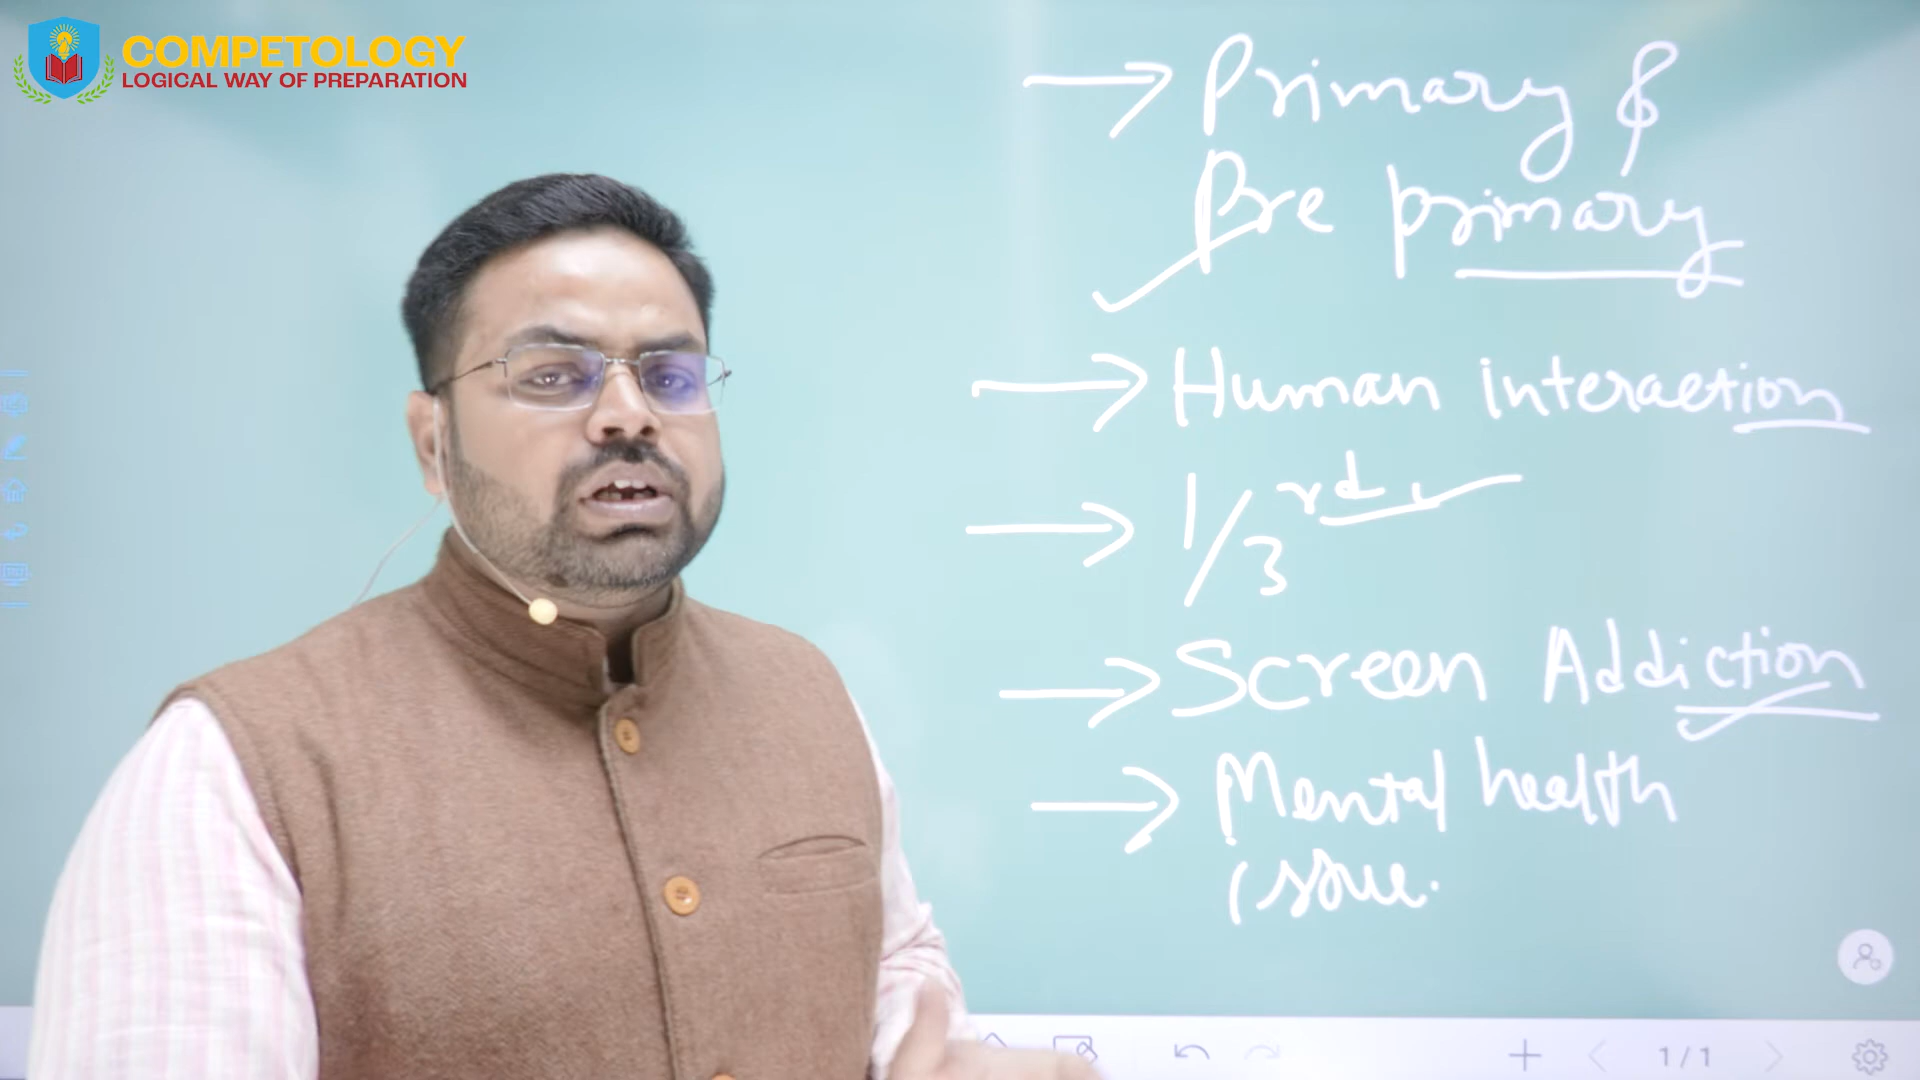 COMPETOLOGY
LOGICAL WAY OF PREPARATION
→ Primary &
Pre primary
→ Human interaction
→ 1/3rd
→ Screen Addiction
→ Mental health
issue.
1/1